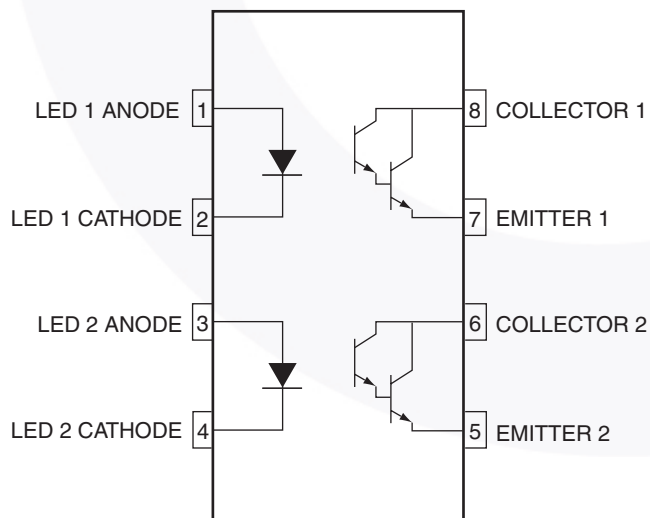 LED 1 ANODE 1 8 COLLECTOR 1
LED 1 CATHODE 2 7 EMITTER 1
LED 2 ANODE 3 6 COLLECTOR 2
LED 2 CATHODE 4 5 EMITTER 2